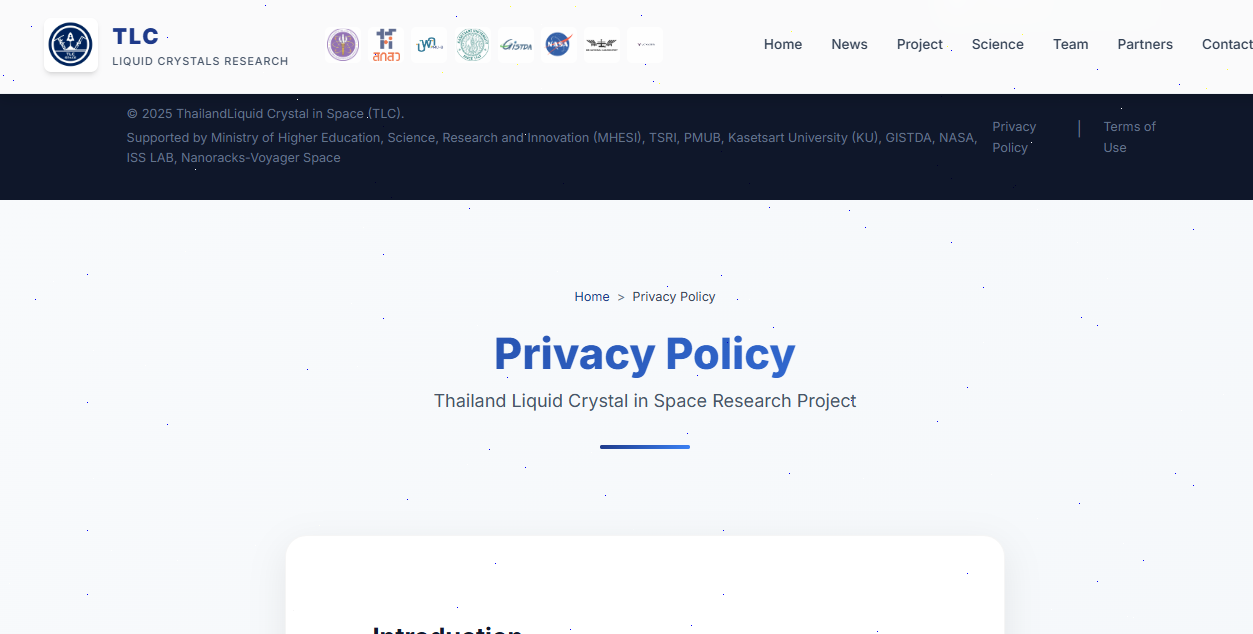 TLC
LIQUID CRYSTALS RESEARCH
สกสว
GISTDA
NASA
Home
News
Project
Science
Team
Partners
Contact
© 2025 ThailandLiquid Crystal in Space (TLC).
Supported by Ministry of Higher Education, Science, Research and Innovation (MHESI), TSRI, PMUB, Kasetsart University (KU), GISTDA, NASA,
ISS LAB, Nanoracks-Voyager Space
Privacy
Policy
|
Terms of
Use
Home > Privacy Policy
Privacy Policy
Thailand Liquid Crystal in Space Research Project
Introduction